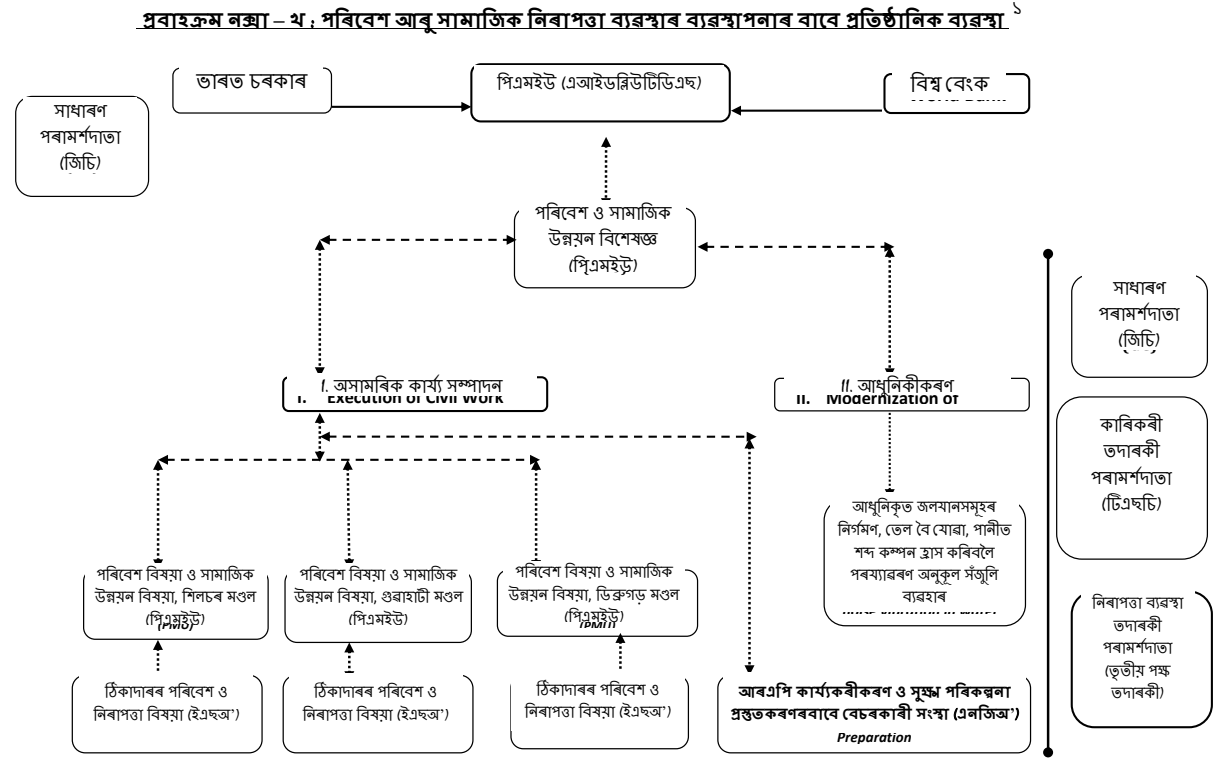 প্ৰবাহক্ৰম নক্সা – খ : পৰিবেশ আৰু সামাজিক নিৰাপত্তা ব্যৱস্থাৰ ব্যৱস্থাপনাৰ বাবে প্ৰতিষ্ঠানিক ব্যৱস্থা ১
ভাৰত চৰকাৰ
পিএমইউ (এআইডব্লিউটিডিএছ)
বিশ্ব বেংক
সাধাৰণ
পৰামৰ্শদাতা
(জিচি)
পৰিবেশ ও সামাজিক
উন্নয়ন বিশেষজ্ঞ
(পিএমইউ)
সাধাৰণ
পৰামৰ্শদাতা
(জিচি)
I. অসামৰিক কাৰ্য্য সম্পাদন
I. Execution of Civil Work
II. আধুনিকীকৰণ
II. Modernization of
কাৰিকৰী
তদাৰকী
পৰামৰ্শদাতা
(টিএছচি)
আধুনিকৃত জলযানসমূহৰ
নিৰ্গমণ, তেল বৈ যোৱা, পানীত
শব্দ কম্পন হ্ৰাস কৰিবলৈ
পৰয্যাৱৰণ অনুকূল সঁজুলি
ব্যৱহাৰ
পৰিবেশ বিষয়া ও সামাজিক
উন্নয়ন বিষয়া, শিলচৰ মণ্ডল
(পিএমইউ)
(PMU)
পৰিবেশ বিষয়া ও সামাজিক
উন্নয়ন বিষয়া, গুৱাহাটী মণ্ডল
(পিএমইউ)
পৰিবেশ বিষয়া ও সামাজিক
উন্নয়ন বিষয়া, ডিব্ৰুগড় মণ্ডল
(পিএমইউ)
(PMU)
নিৰাপত্তা ব্যৱস্থা
তদাৰকী
পৰামৰ্শদাতা
(তৃতীয় পক্ষ
তদাৰকী)
ঠিকাদাৰৰ পৰিবেশ ও
নিৰাপত্তা বিষয়া (ইএছঅ’)
ঠিকাদাৰৰ পৰিবেশ ও
নিৰাপত্তা বিষয়া (ইএছঅ’)
ঠিকাদাৰৰ পৰিবেশ ও
নিৰাপত্তা বিষয়া (ইএছঅ’)
আৰএপি কাৰ্য্যকৰীকৰণ ও সুক্ষ্ম পৰিকল্পনা
প্ৰস্তুতকৰণৰবাবে বেচৰকাৰী সংস্থা (এনজিঅ’)
Preparation